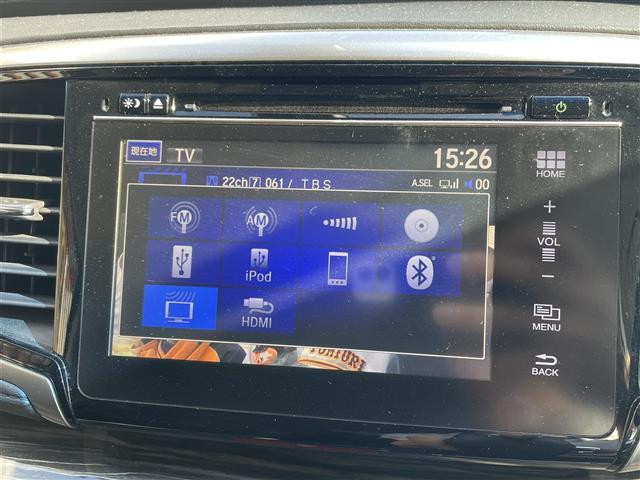 現在地 TV 15:26
22ch 7 061/ TBS A.SEL 00
FM AM
iPod
HDMI
HOME
+
VOL
−
MENU
BACK